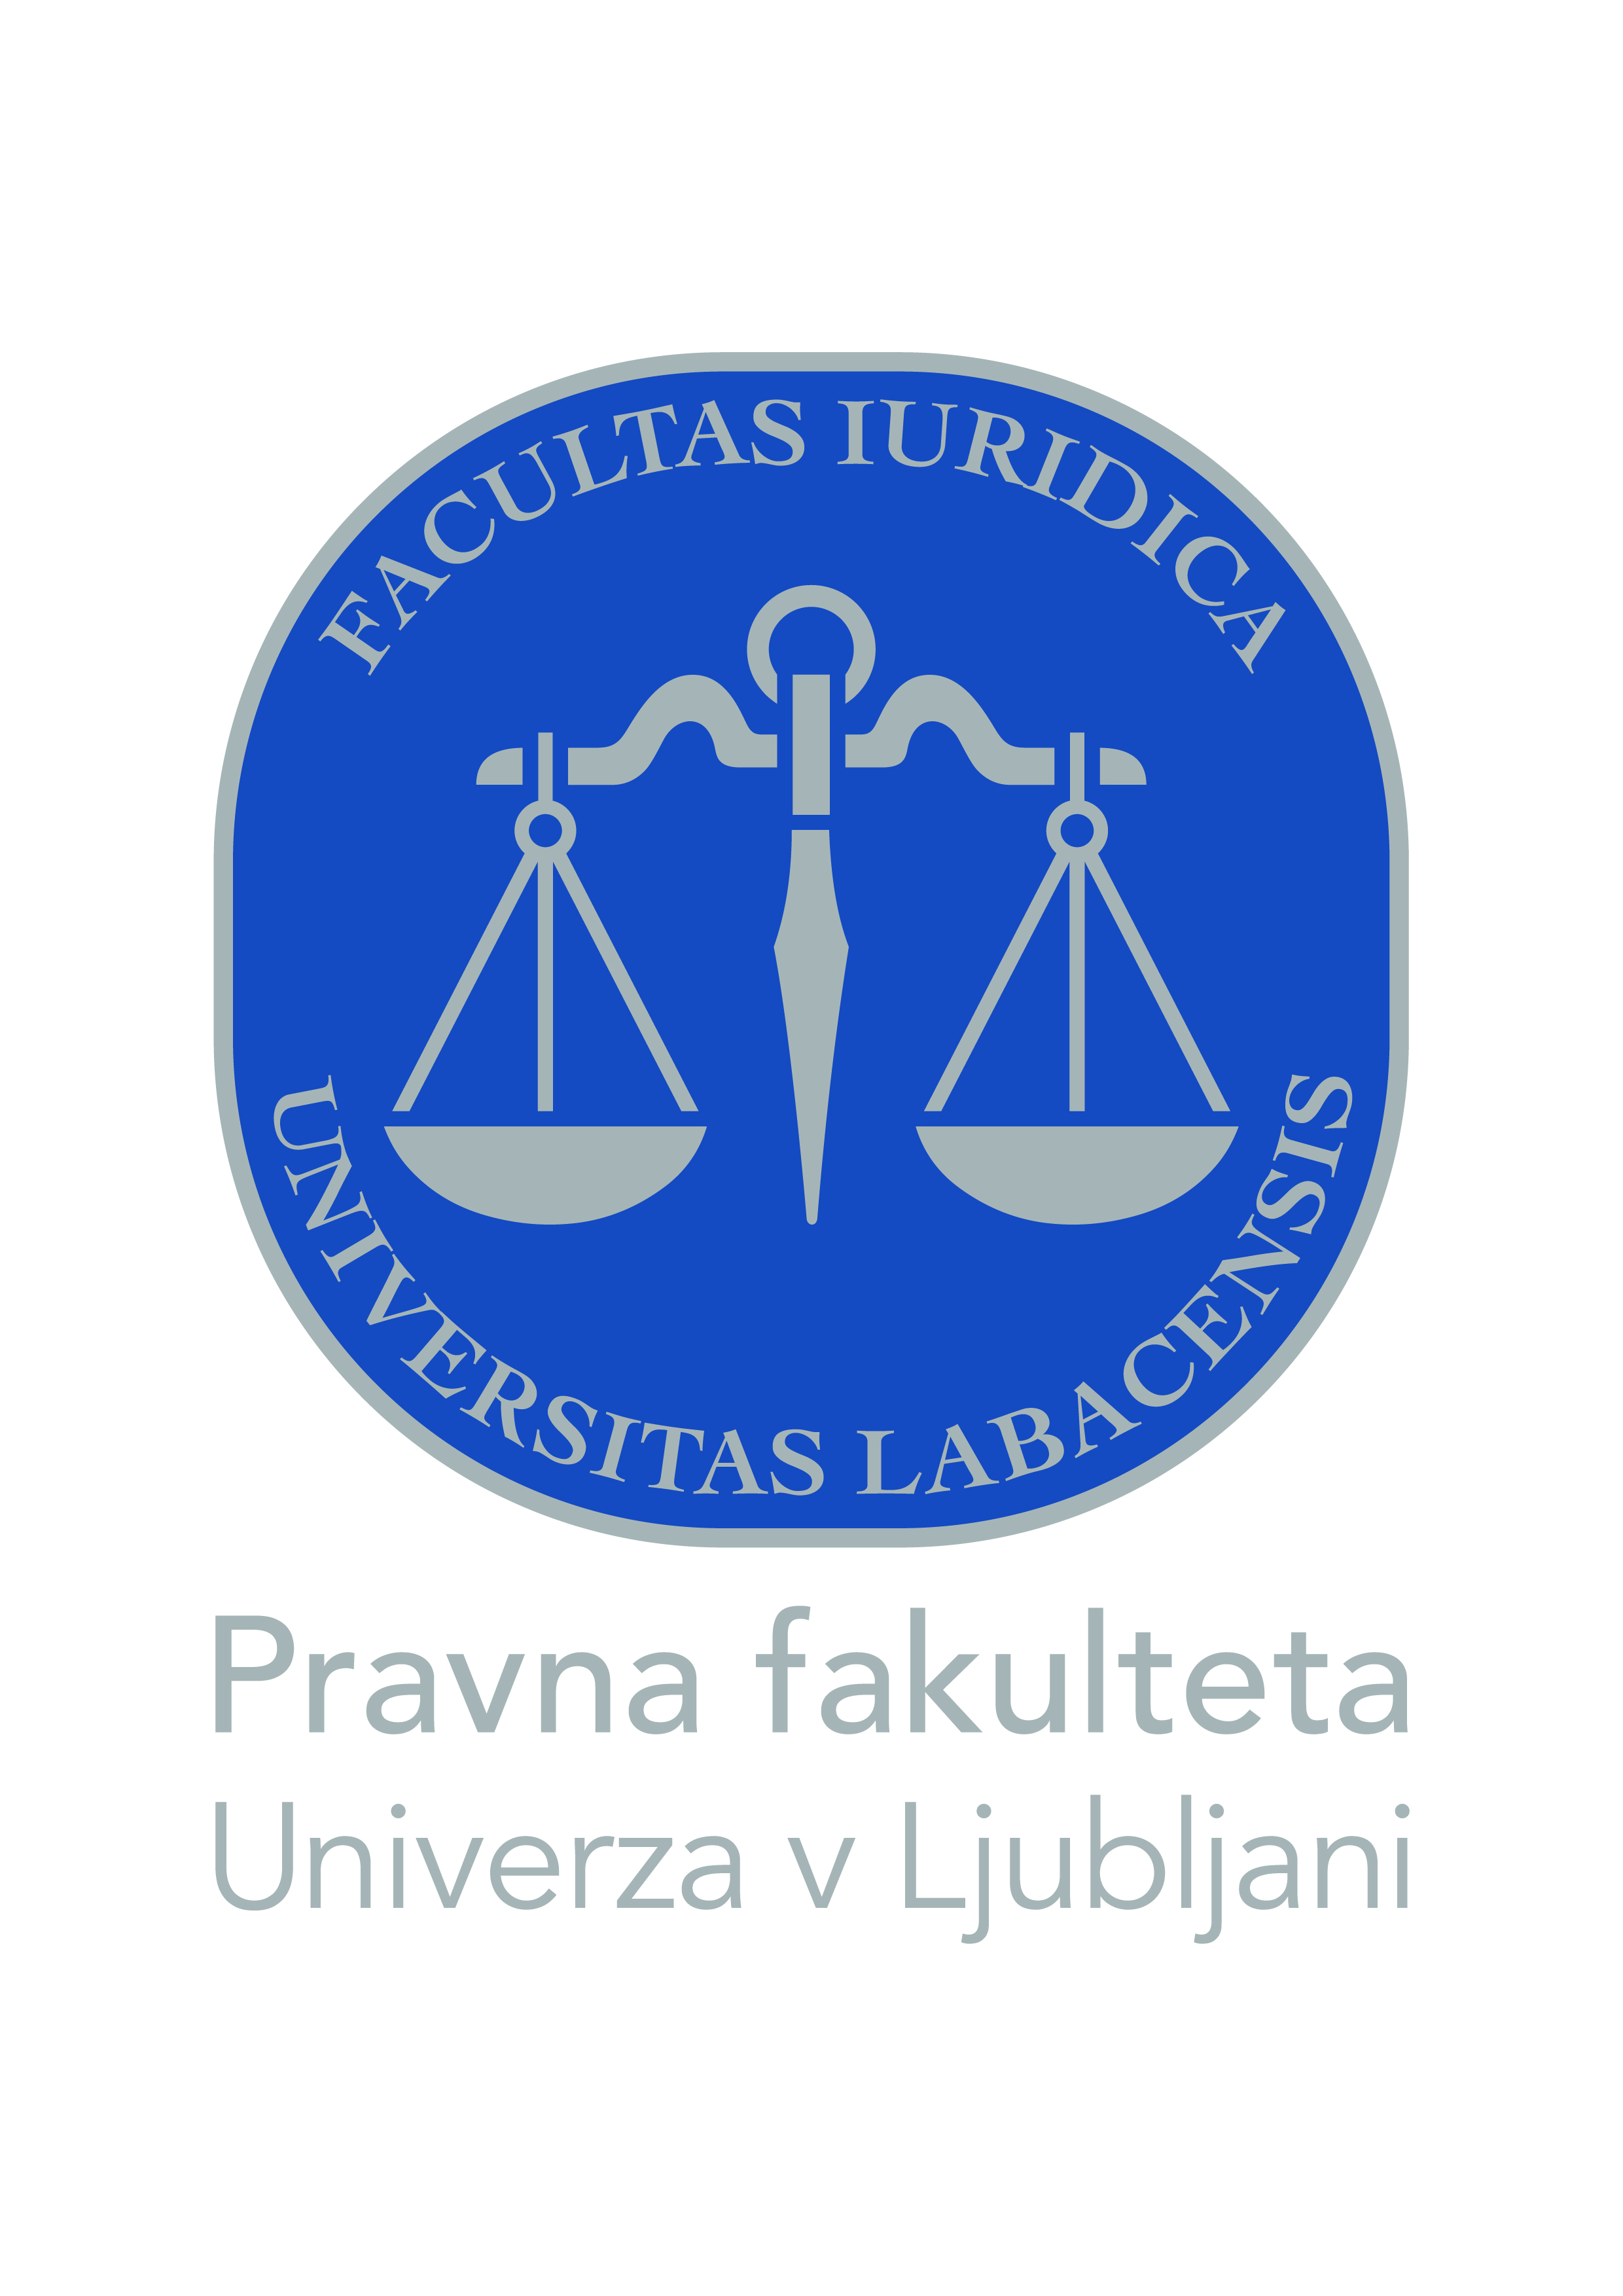 FACULTAS IURIDICA
UNIVERSITAS LABACENSIS
Pravna fakulteta
Univerza v Ljubljani